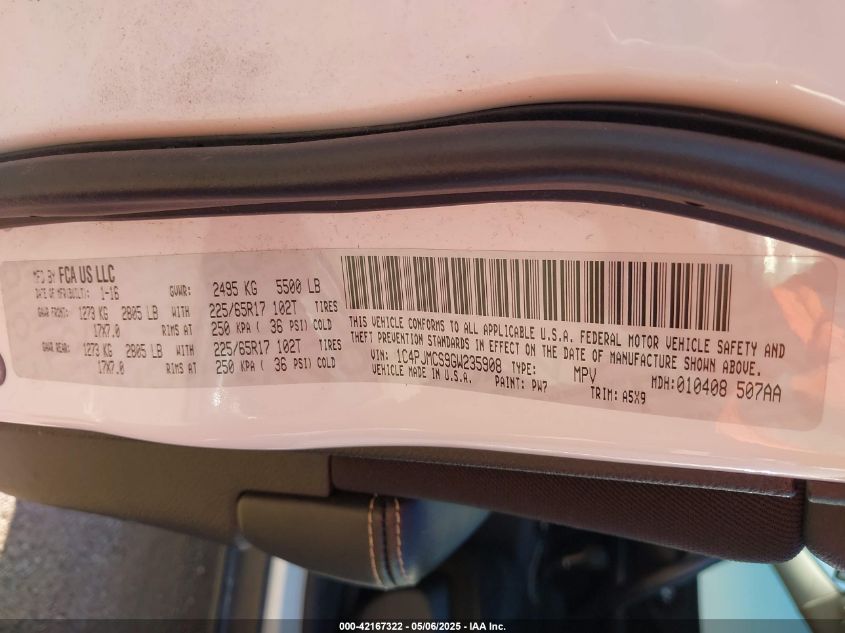 MFD BY FCA US LLC
DATE OF MFR(BUILT): 1-16 GVWR: 2495 KG 5500 LB
GAWR FRONT: 1273 KG 2805 LB WITH 225/65R17 102T TIRES
17X7.0 RIMS AT 250 KPA ( 36 PSI) COLD
GAWR REAR: 1273 KG 2805 LB WITH 225/65R17 102T TIRES
17X7.0 RIMS AT 250 KPA ( 36 PSI) COLD
THIS VEHICLE CONFORMS TO ALL APPLICABLE U.S.A. FEDERAL MOTOR VEHICLE SAFETY AND
THEFT PREVENTION STANDARDS IN EFFECT ON THE DATE OF MANUFACTURE SHOWN ABOVE.
VIN: 1C4PJMCS9GW235908 TYPE: MPV MDH: 010408 507AA
VEHICLE MADE IN U.S.A. PAINT: PW7 TRIM: A5X9
000-42167322 - 05/06/2025 - IAA Inc.